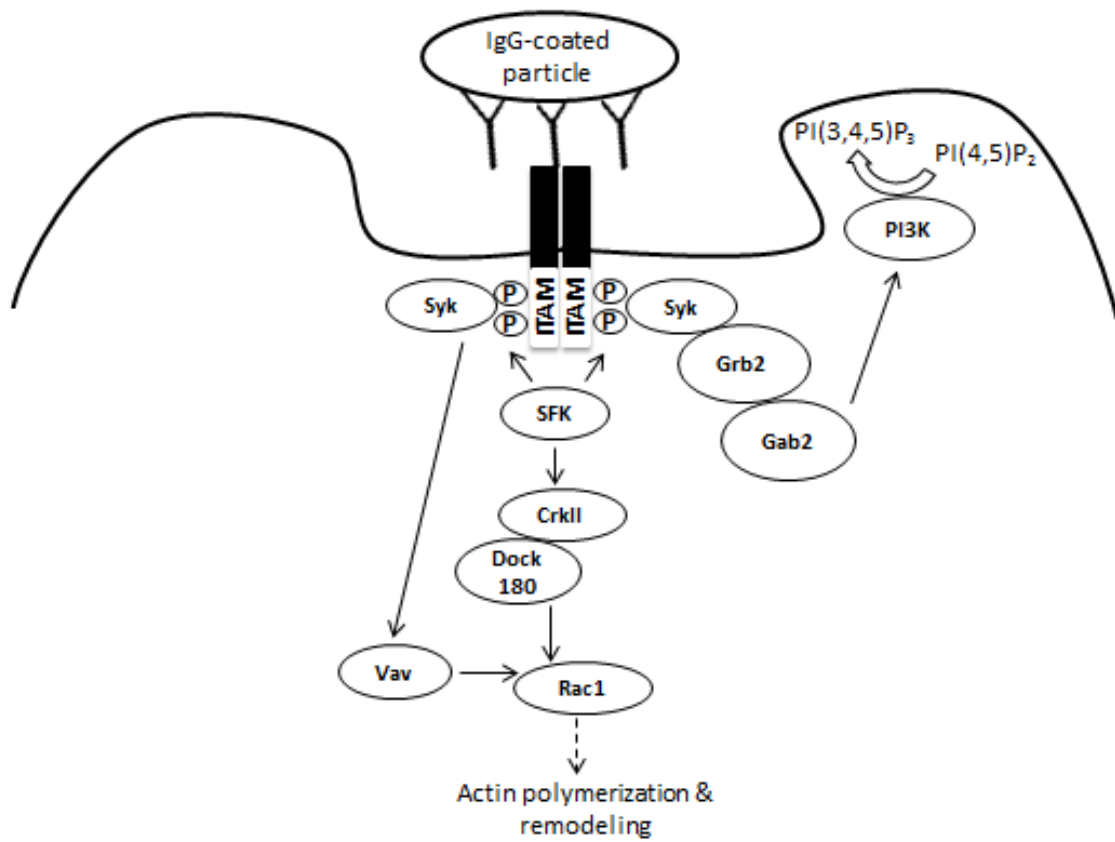 IgG-coated
particle
PI(3,4,5)P₃
PI(4,5)P₂
PI3K
Syk
P
P
ITAM
ITAM
P
P
Syk
Grb2
SFK
Gab2
CrkII
Dock
180
Vav
Rac1
Actin polymerization &
remodeling